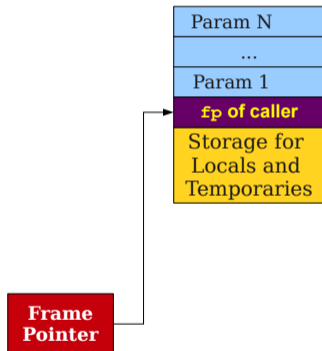 Param N
...
Param 1
fp of caller
Storage for
Locals and
Temporaries
Frame
Pointer